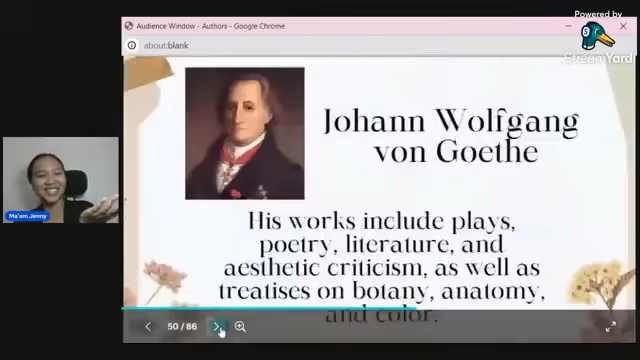 Powered by
StreamYard
Audience Window - Authors - Google Chrome
about:blank
Johann Wolfgang
von Goethe
Ma'am Jenny
His works include plays,
poetry, literature, and
aesthetic criticism, as well as
treatises on botany, anatomy,
and color.
50 / 86